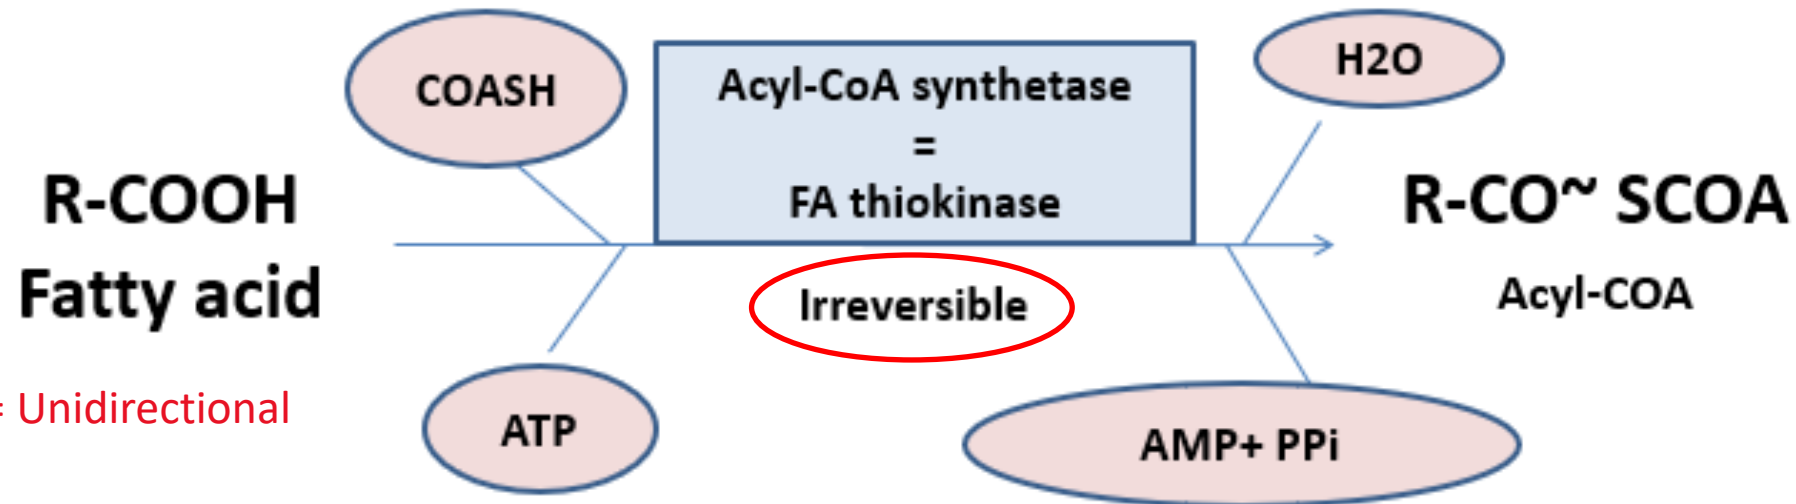 COASH
Acyl-CoA synthetase
=
FA thiokinase
H2O
R-COOH
Fatty acid
R-CO~ SCOA
Acyl-COA
Irreversible
= Unidirectional
ATP
AMP+ PPi